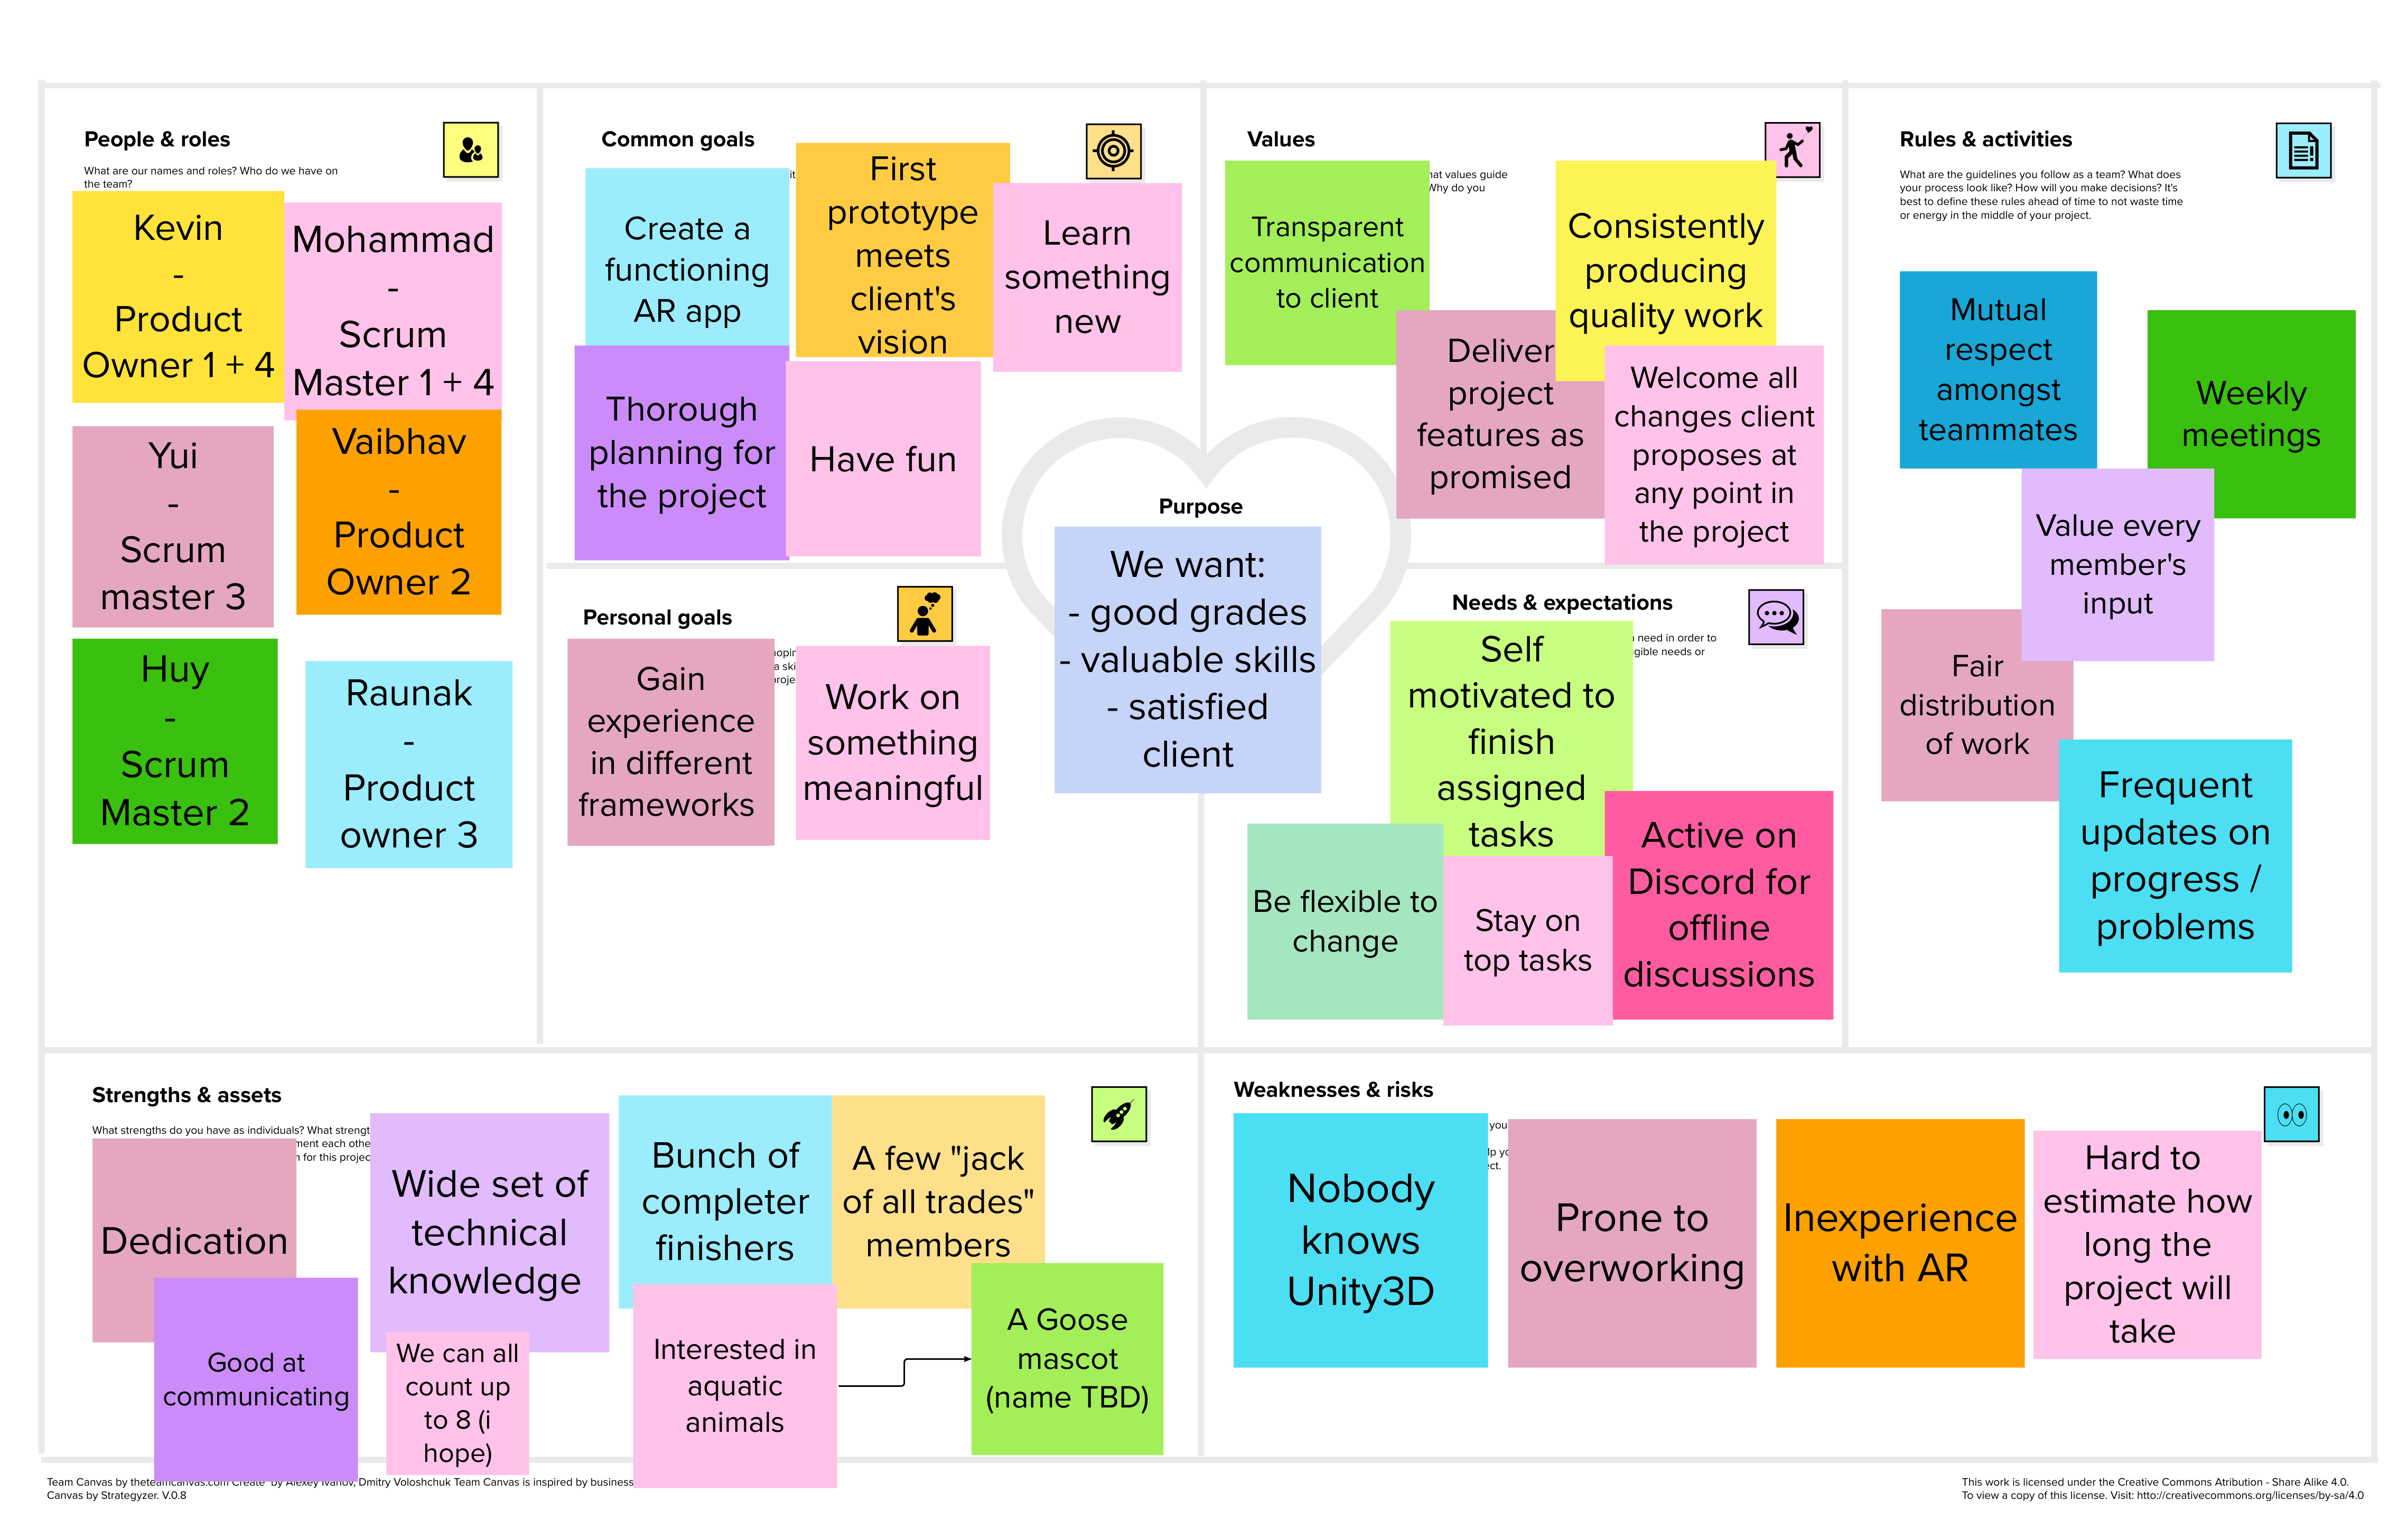 People & roles
What are our names and roles? Who do we have on
the team?
Kevin
-
Product
Owner 1 + 4
Mohammad
-
Scrum
Master 1 + 4
Yui
-
Scrum
master 3
Vaibhav
-
Product
Owner 2
Huy
-
Scrum
Master 2
Raunak
-
Product
owner 3
Common goals
Create a
functioning
AR app
First
prototype
meets
client's
vision
Learn
something
new
Thorough
planning for
the project
Have fun
Personal goals
Gain
experience
in different
frameworks
Work on
something
meaningful
Purpose
We want:
- good grades
- valuable skills
- satisfied
client
Values
values guide
Why do you
Transparent
communication
to client
Consistently
producing
quality work
Deliver
project
features as
promised
Welcome all
changes client
proposes at
any point in
the project
Needs & expectations
need in order to
needs or
Self
motivated to
finish
assigned
tasks
Be flexible to
change
Stay on
top tasks
Active on
Discord for
offline
discussions
Rules & activities
What are the guidelines you follow as a team? What does
your process look like? How will you make decisions? It's
best to define these rules ahead of time to not waste time
or energy in the middle of your project.
Mutual
respect
amongst
teammates
Weekly
meetings
Value every
member's
input
Fair
distribution
of work
Frequent
updates on
progress /
problems
Strengths & assets
What strengths do you have as individuals? What
each
for this
Dedication
Good at
communicating
Wide set of
technical
knowledge
We can all
count up
to 8 (i
hope)
Bunch of
completer
finishers
A few "jack
of all trades"
members
Interested in
aquatic
animals
A Goose
mascot
(name TBD)
Weaknesses & risks
you
Nobody
knows
Unity3D
Prone to
overworking
Inexperience
with AR
Hard to
estimate how
long the
project will
take
Team Canvas by theteamcanvas.com Create by Alexey Ivanov, Dmitry Voloshchuk Team Canvas is inspired by business
Canvas by Strategyzer. V.0.8
This work is licensed under the Creative Commons Atribution - Share Alike 4.0.
To view a copy of this license. Visit: htto://creativecommons.org/licenses/by-sa/4.0